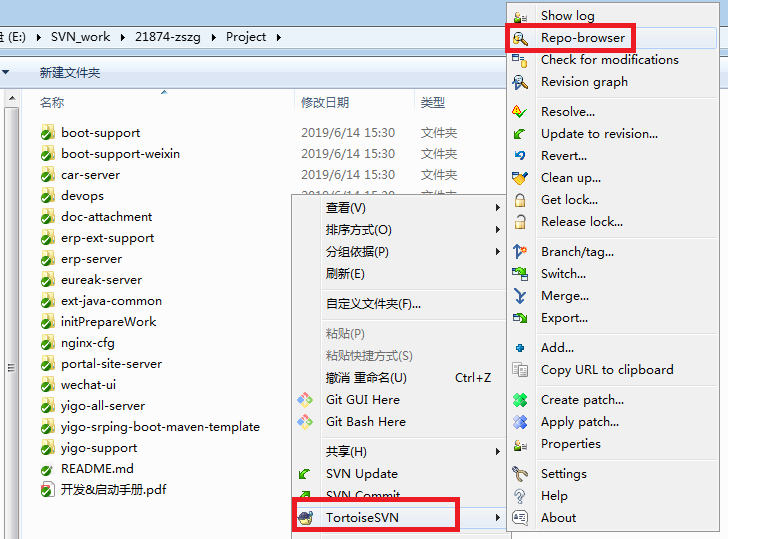 盘 (E:) SVN_work 21874-zszg Project
新建文件夹
名称 修改日期 类型
boot-support 2019/6/14 15:30 文件夹
boot-support-weixin 2019/6/14 15:30 文件夹
car-server 2019/6/14 15:30 文件夹
devops
doc-attachment
erp-ext-support
erp-server
eureak-server
ext-java-common
initPrepareWork
nginx-cfg
portal-site-server
wechat-ui
yigo-all-server
yigo-srping-boot-maven-template
yigo-support
README.md
开发&启动手册.pdf
查看(V)
排序方式(O)
分组依据(P)
刷新(E)
自定义文件夹(F)...
粘贴(P)
粘贴快捷方式(S)
撤消 重命名(U) Ctrl+Z
Git GUI Here
Git Bash Here
共享(H)
SVN Update
SVN Commit
TortoiseSVN
Show log
Repo-browser
Check for modifications
Revision graph
Resolve...
Update to revision...
Revert...
Clean up...
Get lock...
Release lock...
Branch/tag...
Switch...
Merge...
Export...
Add...
Copy URL to clipboard
Create patch...
Apply patch...
Properties
Settings
Help
About